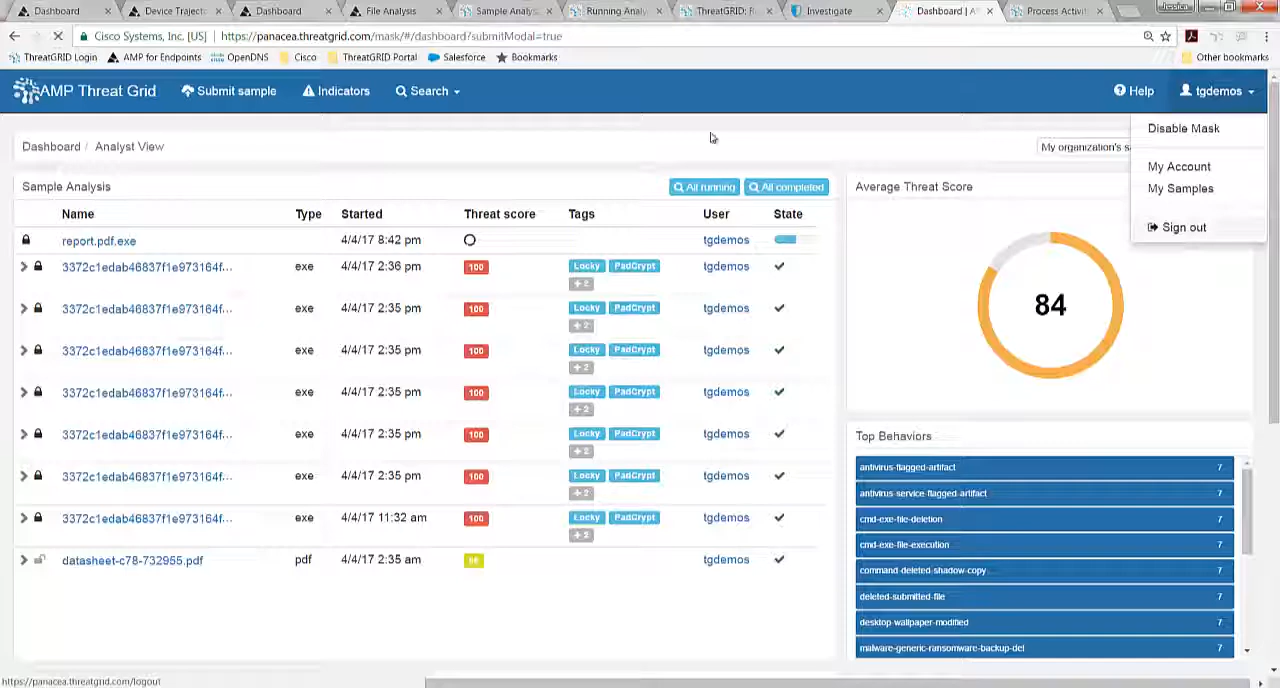 Dashboard Device Traject Dashboard File Analysis Sample Analys Running Analy ThreatGRID: R Investigate Dashboard | A Process Activi Jessica
Cisco Systems, Inc. [US] https://panacea.threatgrid.com/mask/#/dashboard?submitModal=true
ThreatGRID Login AMP for Endpoints OpenDNS Cisco ThreatGRID Portal Salesforce Bookmarks Other bookmarks
AMP Threat Grid Submit sample Indicators Search Help tgdemos
Disable Mask
My Account
My Samples
Sign out
Dashboard / Analyst View My organization's s
Sample Analysis All running All completed
Name Type Started Threat score Tags User State
report.pdf.exe 4/4/17 8:42 pm tgdemos
3372c1edab46837f1e973164f... exe 4/4/17 2:36 pm 100 Locky PadCrypt tgdemos
+ 2
3372c1edab46837f1e973164f... exe 4/4/17 2:35 pm 100 Locky PadCrypt tgdemos
+ 2
3372c1edab46837f1e973164f... exe 4/4/17 2:35 pm 100 Locky PadCrypt tgdemos
+ 2
3372c1edab46837f1e973164f... exe 4/4/17 2:35 pm 100 Locky PadCrypt tgdemos
+ 2
3372c1edab46837f1e973164f... exe 4/4/17 2:35 pm 100 Locky PadCrypt tgdemos
+ 2
3372c1edab46837f1e973164f... exe 4/4/17 2:35 pm 100 Locky PadCrypt tgdemos
+ 2
3372c1edab46837f1e973164f... exe 4/4/17 11:32 am 100 Locky PadCrypt tgdemos
+ 2
datasheet-c78-732955.pdf pdf 4/4/17 2:35 am tgdemos
Average Threat Score
84
Top Behaviors
antivirus-flagged-artifact 7
antivirus-service-flagged-artifact 7
cmd-exe-file-deletion 7
cmd-exe-file-execution 7
command-deleted-shadow-copy 7
deleted-submitted-file 7
desktop-wallpaper-modified 7
malware-generic-ransomware-backup-del 7
https://panacea.threatgrid.com/logout